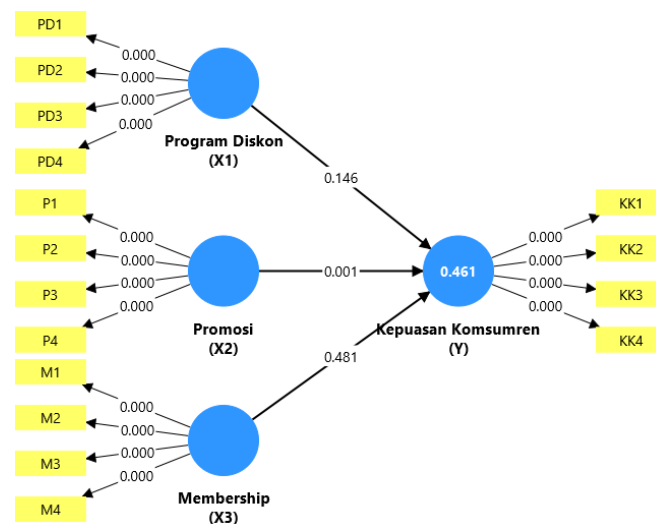 PD1
PD2
PD3
PD4
0.000
0.000
0.000
0.000
Program Diskon
(X1)
0.146
P1
P2
P3
P4
0.000
0.000
0.000
0.000
Promosi
(X2)
0.001
M1
M2
M3
M4
0.000
0.000
0.000
0.000
Membership
(X3)
0.481
0.461
Kepuasan Komsumren
(Y)
0.000
0.000
0.000
0.000
KK1
KK2
KK3
KK4